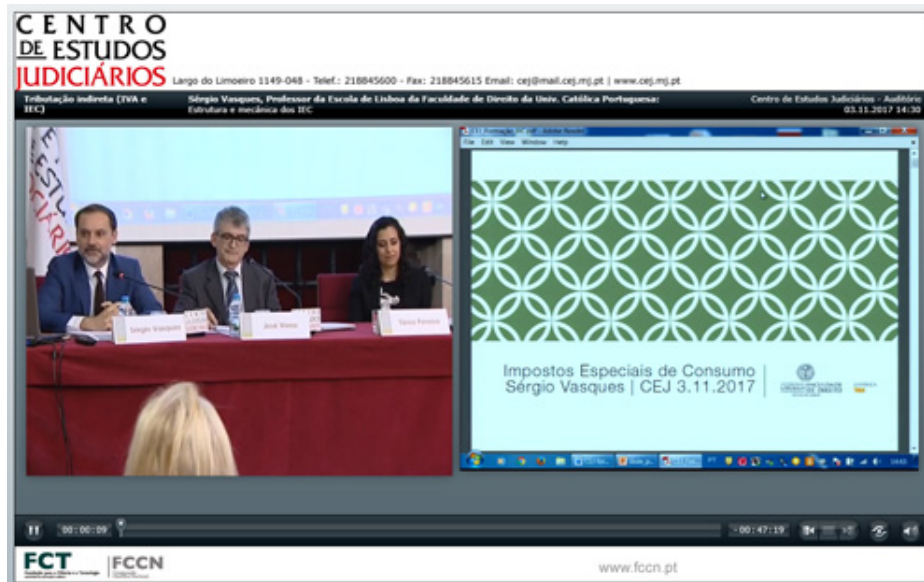 CENTRO
DE ESTUDOS
JUDICIÁRIOS
Largo do Limoeiro 1149-048 - Telef.: 218845600 - Fax: 218845615 Email: cej@mail.cej.mj.pt | www.cej.mj.pt
Tributação indireta (IVA e IEC)
Sérgio Vasques, Professor da Escola de Lisboa da Faculdade de Direito da Univ. Católica Portuguesa:
Estrutura e mecânica dos IEC
Centro de Estudos Judiciários - Auditório
03.11.2017 14:30
File Edit View Window Help
Sérgio Vasques
José
Tânia
Impostos Especiais de Consumo
Sérgio Vasques | CEJ 3.11.2017
PT
00:00:09
-00:47:19
FCT
FCCN
www.fccn.pt